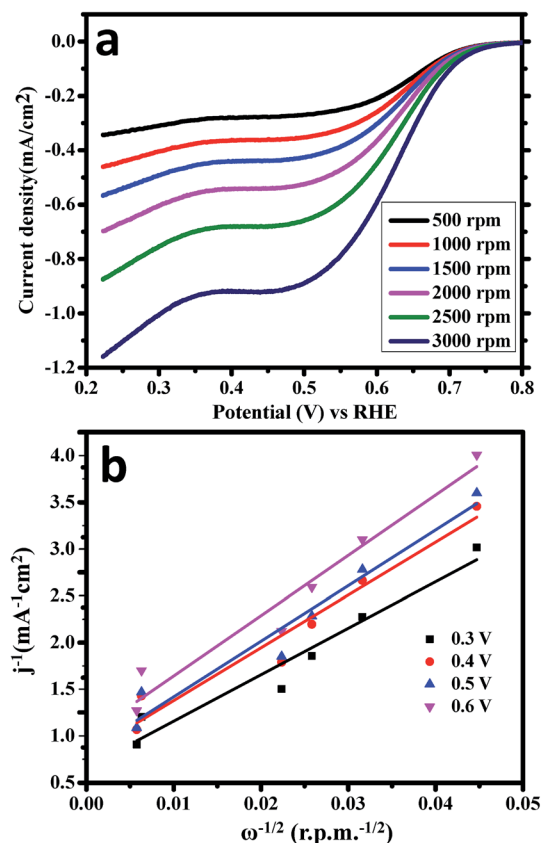 a
0.0
-0.2
-0.4
-0.6
-0.8
-1.0
-1.2
Current density(mA/cm2)
500 rpm
1000 rpm
1500 rpm
2000 rpm
2500 rpm
3000 rpm
0.2 0.3 0.4 0.5 0.6 0.7 0.8
Potential (V) vs RHE
b
4.0
3.5
3.0
2.5
2.0
1.5
1.0
0.5
j⁻¹(mA⁻¹cm²)
0.3 V
0.4 V
0.5 V
0.6 V
0.00 0.01 0.02 0.03 0.04 0.05
ω⁻¹/² (r.p.m.⁻¹/²)